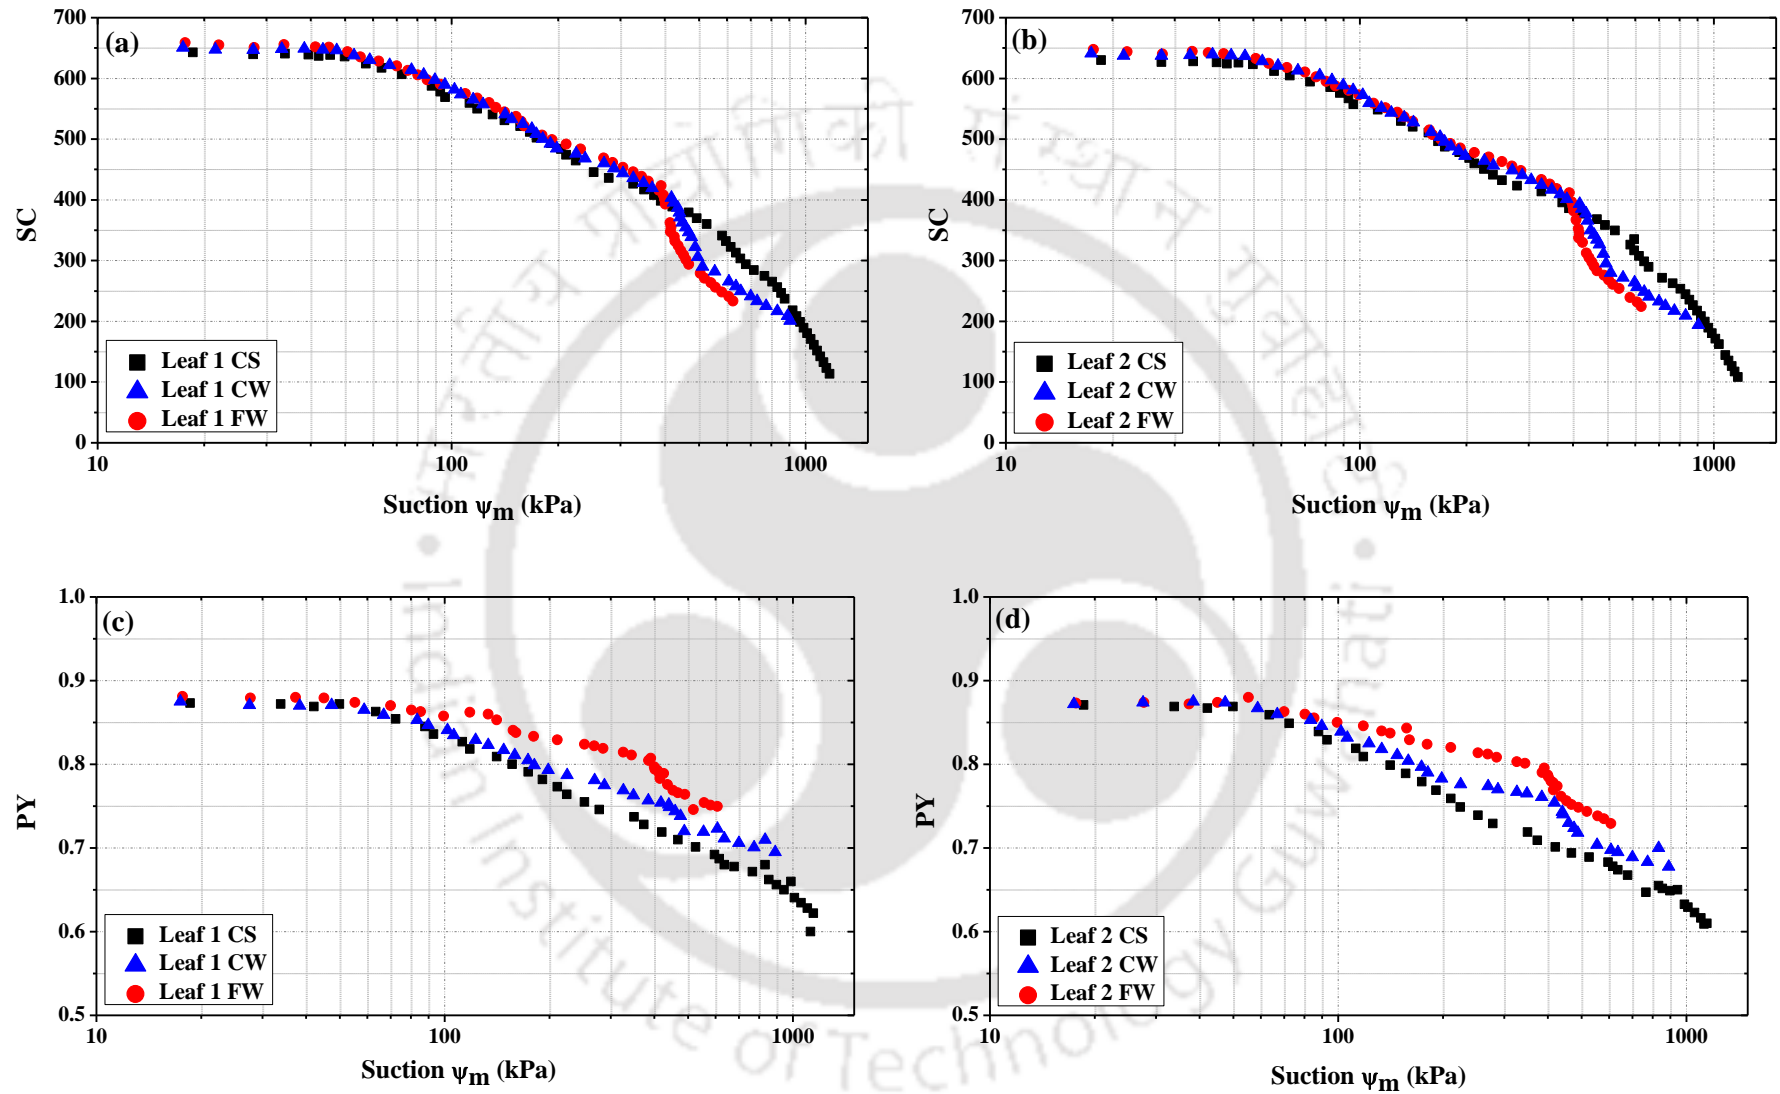 (a)
700
600
500
400
300
200
100
0
SC
10
100
1000
Suction ψm (kPa)
Leaf 1 CS
Leaf 1 CW
Leaf 1 FW
(b)
700
600
500
400
300
200
100
0
SC
10
100
1000
Suction ψm (kPa)
Leaf 2 CS
Leaf 2 CW
Leaf 2 FW
(c)
1.0
0.9
0.8
0.7
0.6
0.5
PY
10
100
1000
Suction ψm (kPa)
Leaf 1 CS
Leaf 1 CW
Leaf 1 FW
(d)
1.0
0.9
0.8
0.7
0.6
0.5
PY
10
100
1000
Suction ψm (kPa)
Leaf 2 CS
Leaf 2 CW
Leaf 2 FW
Indian Institute of Technology Guwahati